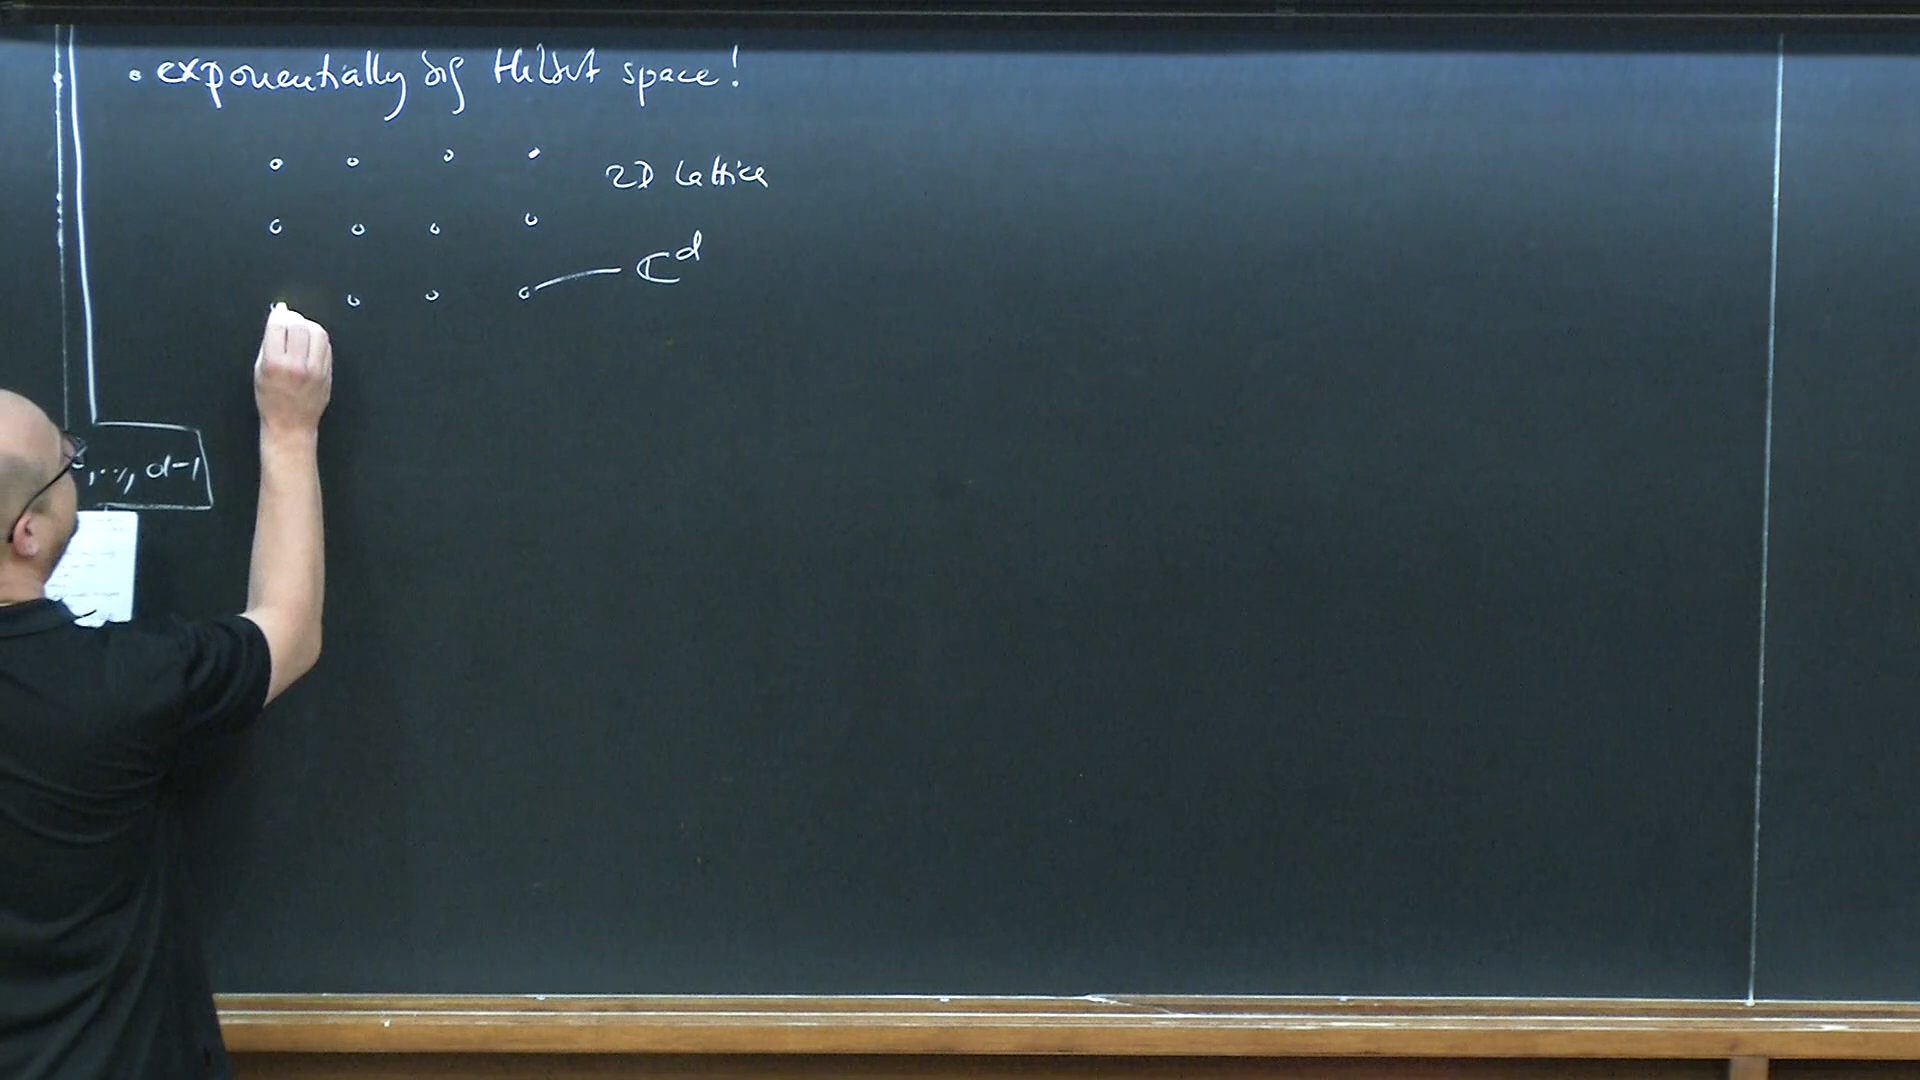 • exponentially big Hilbert space!
2D lattice
ℂ^d
,..., d-1